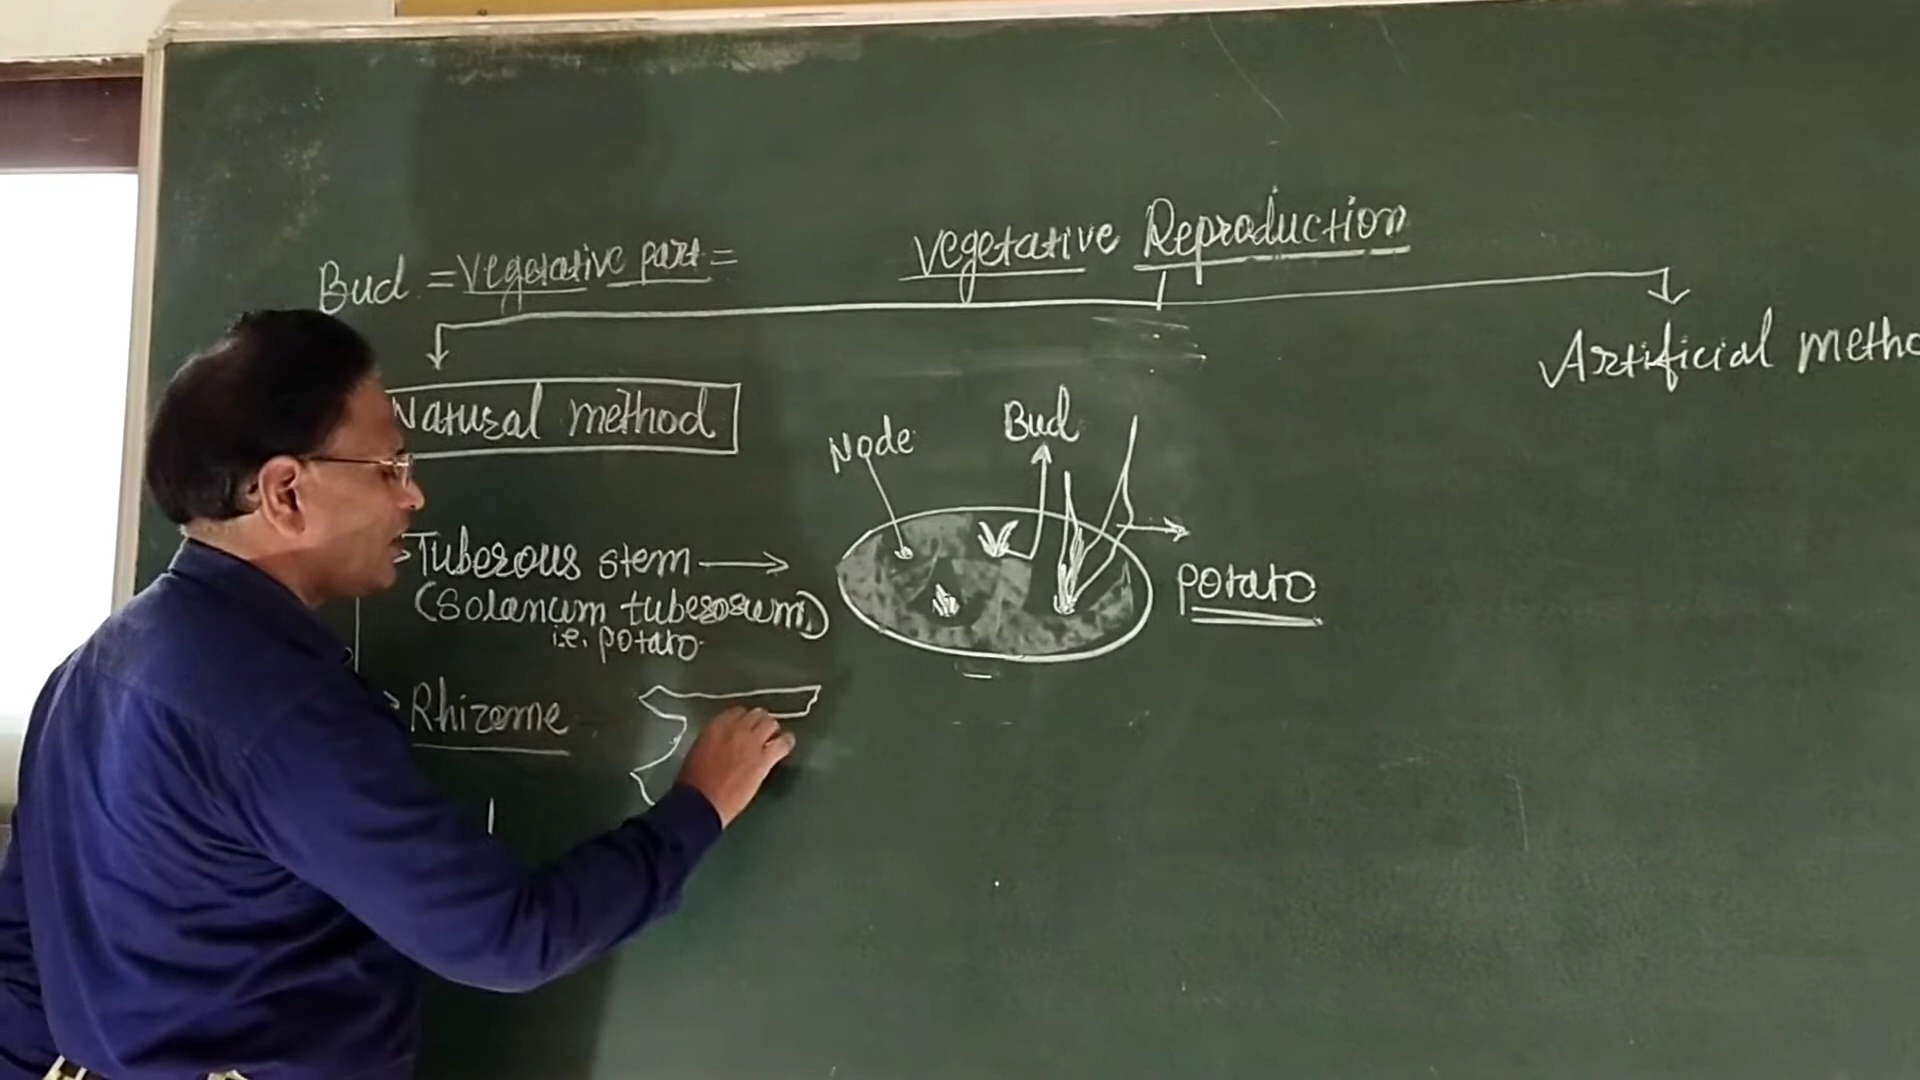 Vegetative Reproduction
Bud = Vegetative part =
Natural method
Artificial metho
Node
Bud
Tuberous stem
(Solanum tuberosum)
i.e. potato
potato
Rhizome